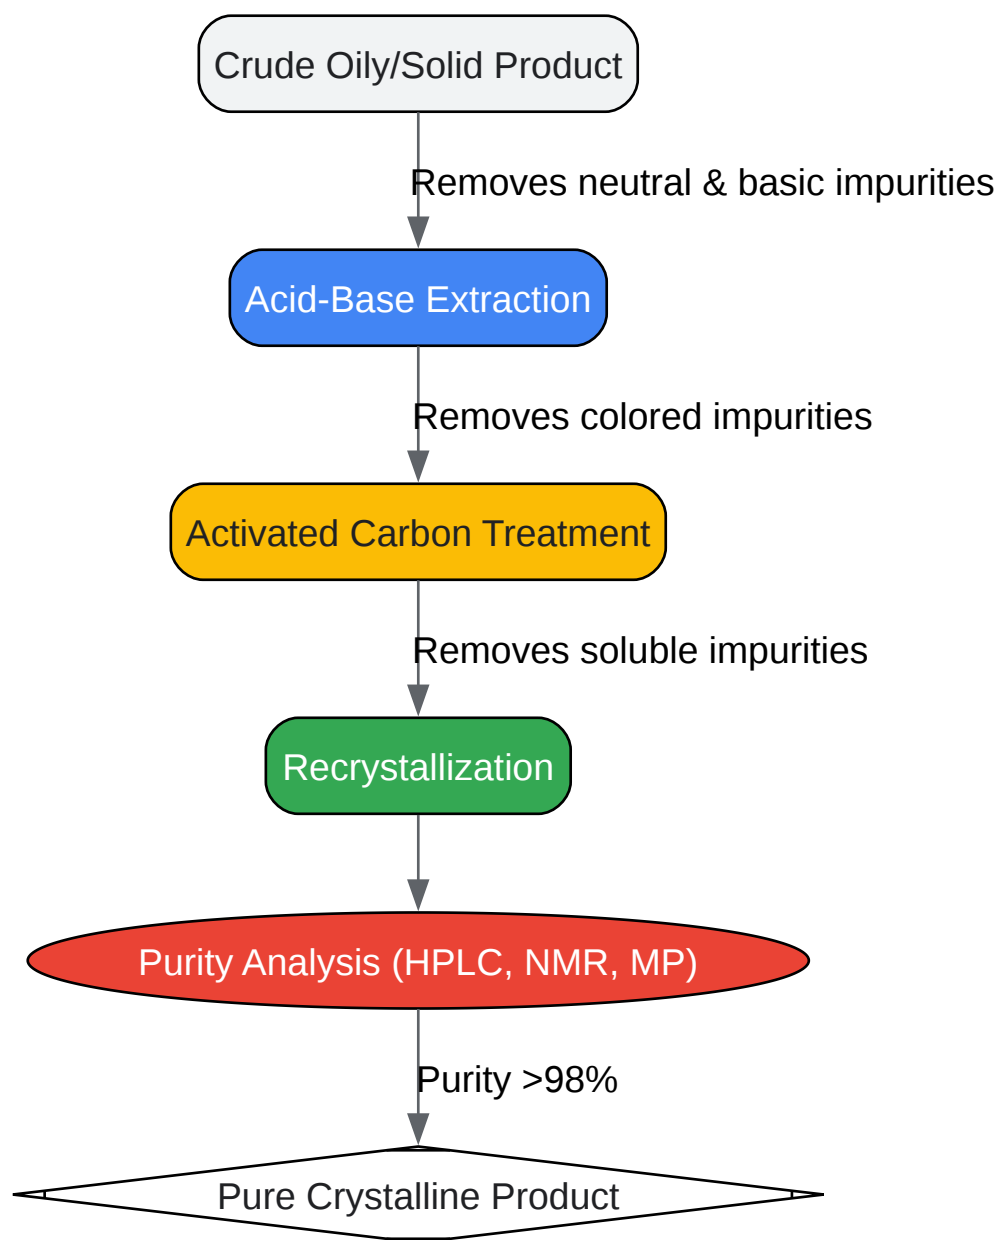 Crude Oily/Solid Product
Removes neutral & basic impurities
Acid-Base Extraction
Removes colored impurities
Activated Carbon Treatment
Removes soluble impurities
Recrystallization
Purity Analysis (HPLC, NMR, MP)
Purity >98%
Pure Crystalline Product